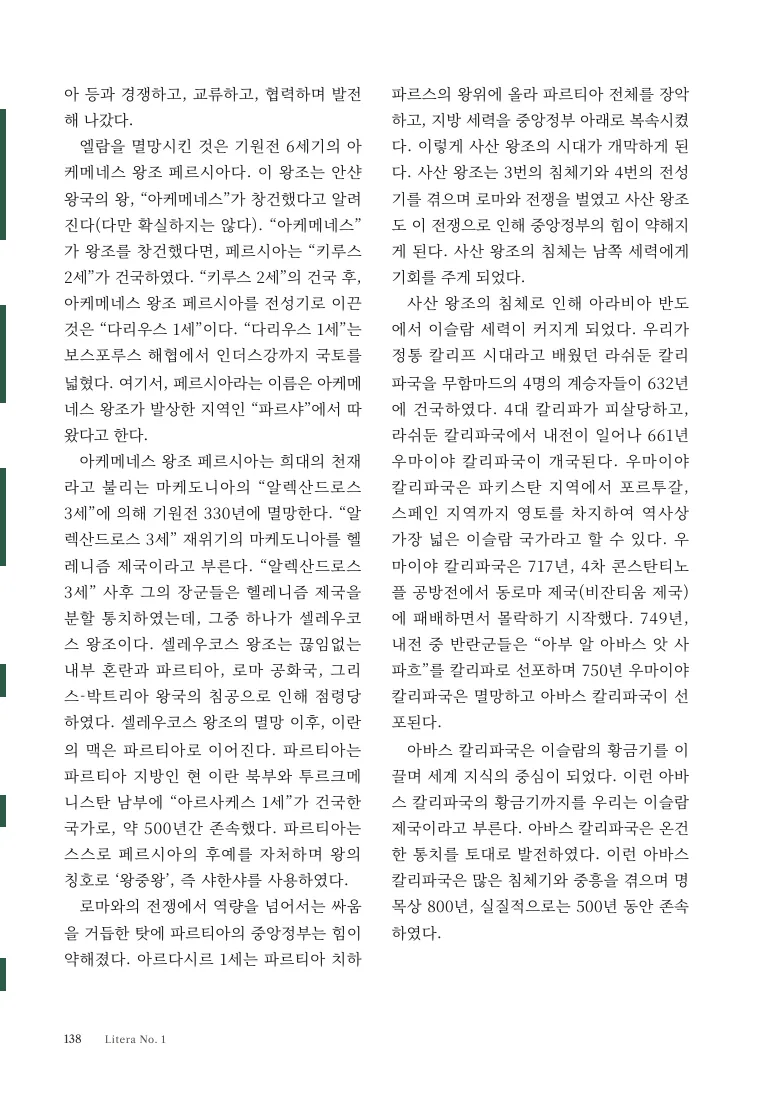 아 등과 경쟁하고, 교류하고, 협력하며 발전
해 나갔다.
엘람을 멸망시킨 것은 기원전 6세기의 아
케메네스 왕조 페르시아다. 이 왕조는 안샨
왕국의 왕, “아케메네스”가 창건했다고 알려
진다(다만 확실하지는 않다). “아케메네스”
가 왕조를 창건했다면, 페르시아는 “키루스
2세”가 건국하였다. “키루스 2세”의 건국 후,
아케메네스 왕조 페르시아를 전성기로 이끈
것은 “다리우스 1세”이다. “다리우스 1세”는
보스포루스 해협에서 인더스강까지 국토를
넓혔다. 여기서, 페르시아라는 이름은 아케메
네스 왕조가 발상한 지역인 “파르샤”에서 따
왔다고 한다.
아케메네스 왕조 페르시아는 희대의 천재
라고 불리는 마케도니아의 “알렉산드로스
3세”에 의해 기원전 330년에 멸망한다. “알
렉산드로스 3세” 재위기의 마케도니아를 헬
레니즘 제국이라고 부른다. “알렉산드로스
3세” 사후 그의 장군들은 헬레니즘 제국을
분할 통치하였는데, 그중 하나가 셀레우코
스 왕조이다. 셀레우코스 왕조는 끊임없는
내부 혼란과 파르티아, 로마 공화국, 그리
스-박트리아 왕국의 침공으로 인해 점령당
하였다. 셀레우코스 왕조의 멸망 이후, 이란
의 맥은 파르티아로 이어진다. 파르티아는
파르티아 지방인 현 이란 북부와 투르크메
니스탄 남부에 “아르사케스 1세”가 건국한
국가로, 약 500년간 존속했다. 파르티아는
스스로 페르시아의 후예를 자처하며 왕의
칭호로 ‘왕중왕’, 즉 샤한샤를 사용하였다.
로마와의 전쟁에서 역량을 넘어서는 싸움
을 거듭한 탓에 파르티아의 중앙정부는 힘이
약해졌다. 아르다시르 1세는 파르티아 치하
파르스의 왕위에 올라 파르티아 전체를 장악
하고, 지방 세력을 중앙정부 아래로 복속시켰
다. 이렇게 사산 왕조의 시대가 개막하게 된
다. 사산 왕조는 3번의 침체기와 4번의 전성
기를 겪으며 로마와 전쟁을 벌였고 사산 왕조
도 이 전쟁으로 인해 중앙정부의 힘이 약해지
게 된다. 사산 왕조의 침체는 남쪽 세력에게
기회를 주게 되었다.
사산 왕조의 침체로 인해 아라비아 반도
에서 이슬람 세력이 커지게 되었다. 우리가
정통 칼리프 시대라고 배웠던 라쉬둔 칼리
파국을 무함마드의 4명의 계승자들이 632년
에 건국하였다. 4대 칼리파가 피살당하고,
라쉬둔 칼리파국에서 내전이 일어나 661년
우마이야 칼리파국이 개국된다. 우마이야
칼리파국은 파키스탄 지역에서 포르투갈,
스페인 지역까지 영토를 차지하여 역사상
가장 넓은 이슬람 국가라고 할 수 있다. 우
마이야 칼리파국은 717년, 4차 콘스탄티노
플 공방전에서 동로마 제국(비잔티움 제국)
에 패배하면서 몰락하기 시작했다. 749년,
내전 중 반란군들은 “아부 알 아바스 앗 사
파흐”를 칼리파로 선포하며 750년 우마이야
칼리파국은 멸망하고 아바스 칼리파국이 선
포된다.
아바스 칼리파국은 이슬람의 황금기를 이
끌며 세계 지식의 중심이 되었다. 이런 아바
스 칼리파국의 황금기까지를 우리는 이슬람
제국이라고 부른다. 아바스 칼리파국은 온건
한 통치를 토대로 발전하였다. 이런 아바스
칼리파국은 많은 침체기와 중흥을 겪으며 명
목상 800년, 실질적으로는 500년 동안 존속
하였다.
138 Litera No. 1